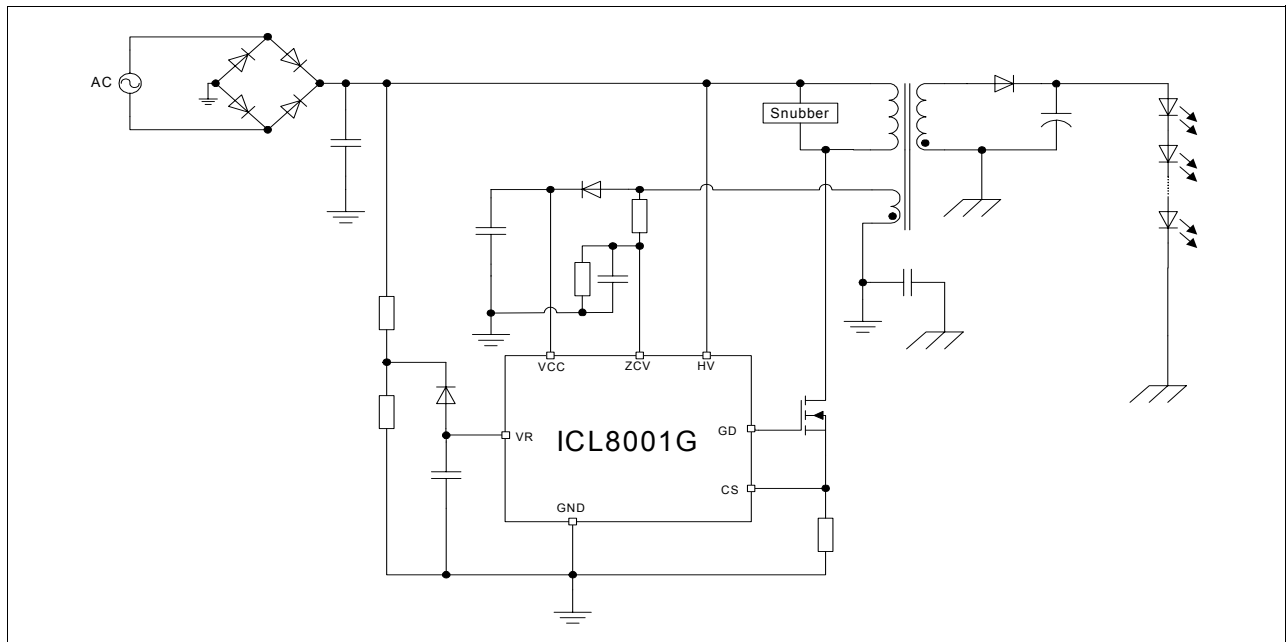 AC
Snubber
VCC
ZCV
HV
VR
ICL8001G
GD
CS
GND